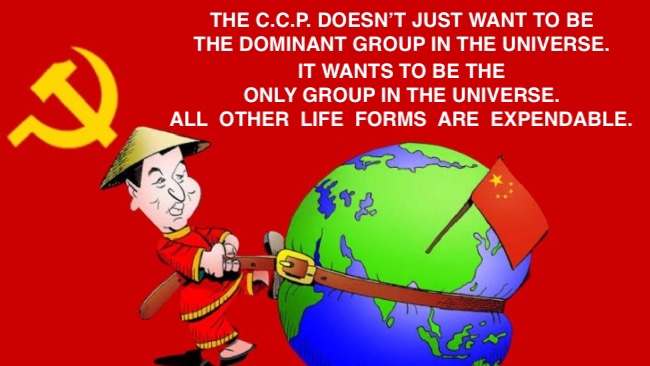 THE C.C.P. DOESN'T JUST WANT TO BE
THE DOMINANT GROUP IN THE UNIVERSE.
IT WANTS TO BE THE
ONLY GROUP IN THE UNIVERSE.
ALL OTHER LIFE FORMS ARE EXPENDABLE.